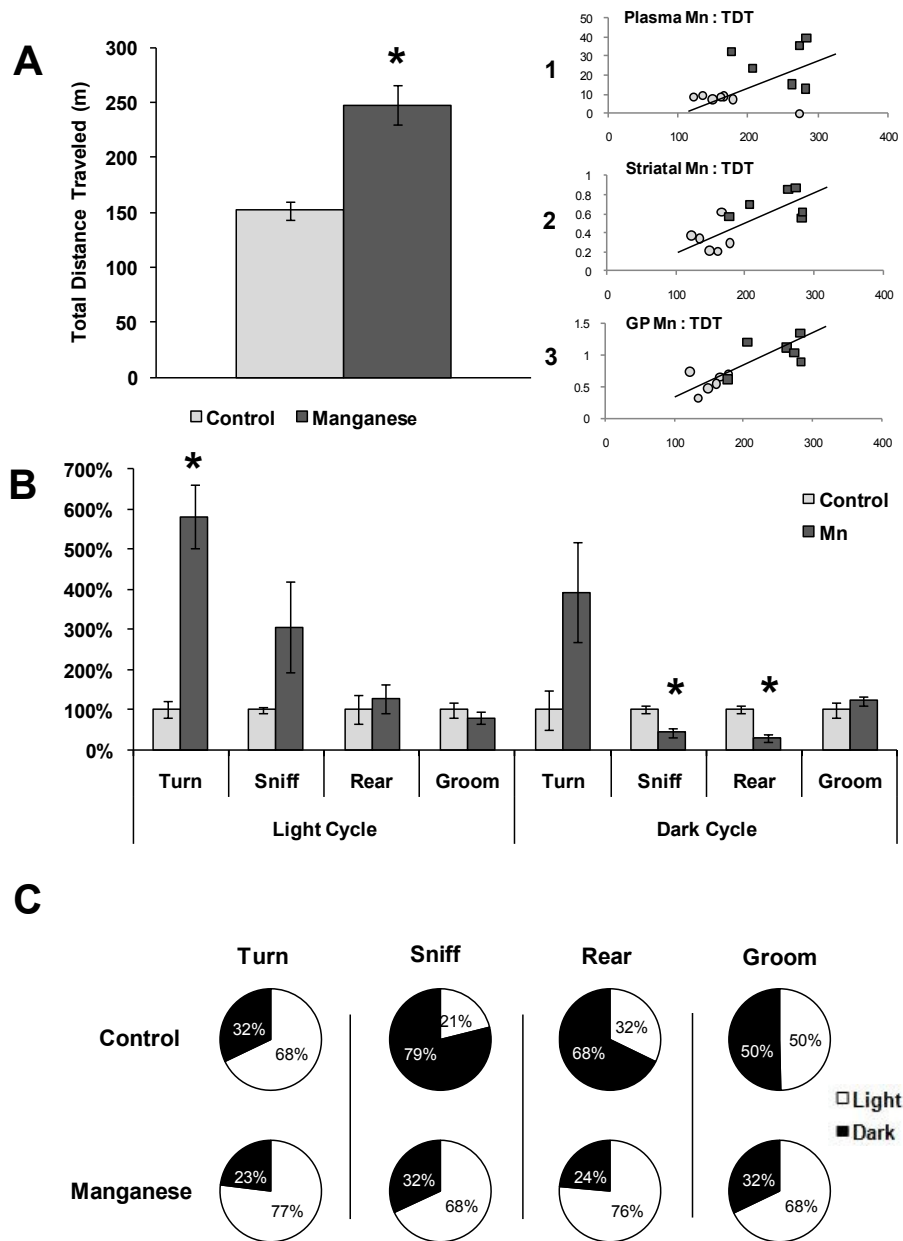 A
Total Distance Traveled (m)
300
250
200
150
100
50
0
*
Control Manganese
1
Plasma Mn : TDT
50
40
30
20
10
0
0 100 200 300 400
2
Striatal Mn : TDT
1
0.8
0.6
0.4
0.2
0
0 100 200 300 400
3
GP Mn : TDT
1.5
1
0.5
0
0 100 200 300 400
B
700%
600%
500%
400%
300%
200%
100%
0%
*
* *
Control
Mn
Turn Sniff Rear Groom Turn Sniff Rear Groom
Light Cycle Dark Cycle
C
Turn Sniff Rear Groom
Control
32% 68%
21% 79%
32% 68%
50% 50%
Light
Dark
Manganese
23% 77%
32% 68%
24% 76%
32% 68%